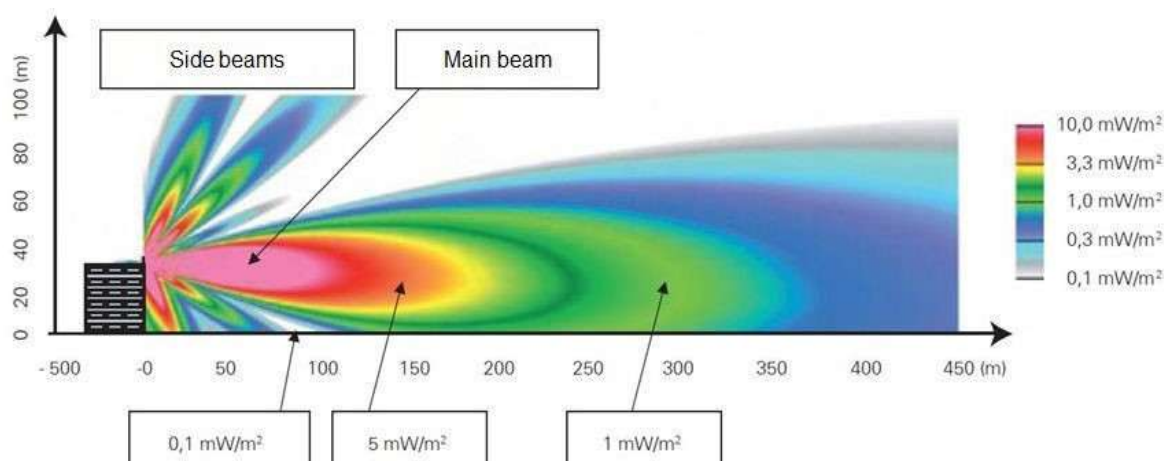 Side beams
Main beam
100 (m)
80
60
40
20
0
10,0 mW/m²
3,3 mW/m²
1,0 mW/m²
0,3 mW/m²
0,1 mW/m²
- 500
-0
50
100
150
200
250
300
350
400
450 (m)
0,1 mW/m²
5 mW/m²
1 mW/m²